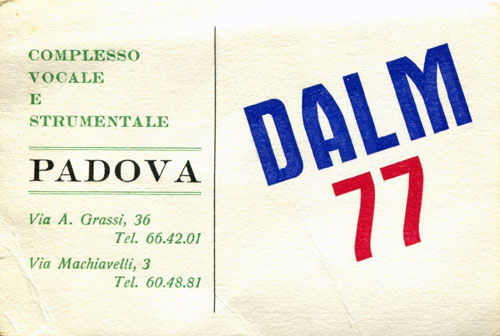 COMPLESSO
VOCALE
E
STRUMENTALE
PADOVA
Via A. Grassi, 36
Tel. 66.42.01
Via Machiavelli, 3
Tel. 60.48.81
DALM
77